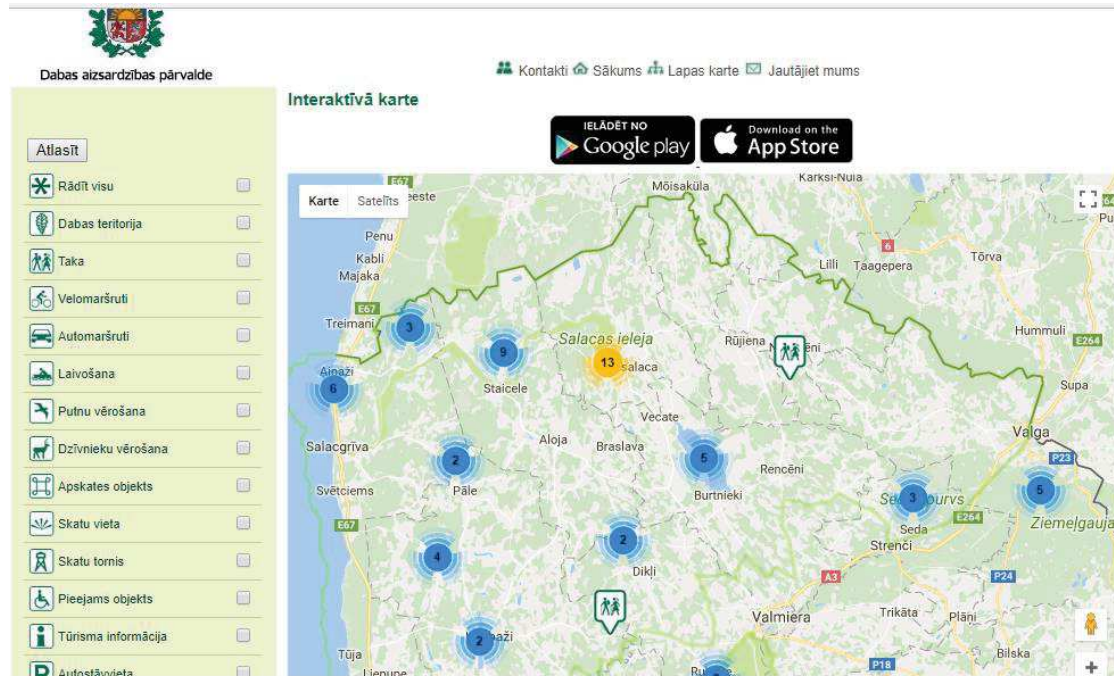 Dabas aizsardzības pārvalde
Kontakti Sākums Lapas karte Jautājiet mums
Interaktīvā karte
IELĀDĒT NO
Google play
Download on the
App Store
Atlasīt
Rādīt visu
Dabas teritorija
Taka
Velomaršruti
Automaršruti
Laivošana
Putnu vērošana
Dzīvnieku vērošana
Apskates objekts
Skatu vieta
Skatu tornis
Pieejams objekts
Tūrisma informācija
Autostāvvieta
Karte Satelīts
E67
Mõisaküla
Karksi-Nuia
Penu
Kabli
Majaka
6
Lilli
Taagepera
Tõrva
E67
Treimani
3
Hummuli
E264
9
Salacas ieleja
13
Rūjiena
Ainaži
6
Staicele
Supa
Vecate
Valga
Salacgrīva
Aloja
Braslava
5
P23
2
Rencēni
Svētciems
Pāle
Burtnieki
3
5
E67
Seda
E264
Ziemeļgauja
2
Strenči
4
Dikļi
A3
P24
Valmiera
Trikāta
Plāņi
2
Tūja
Bilska
Liepupe
P18
+